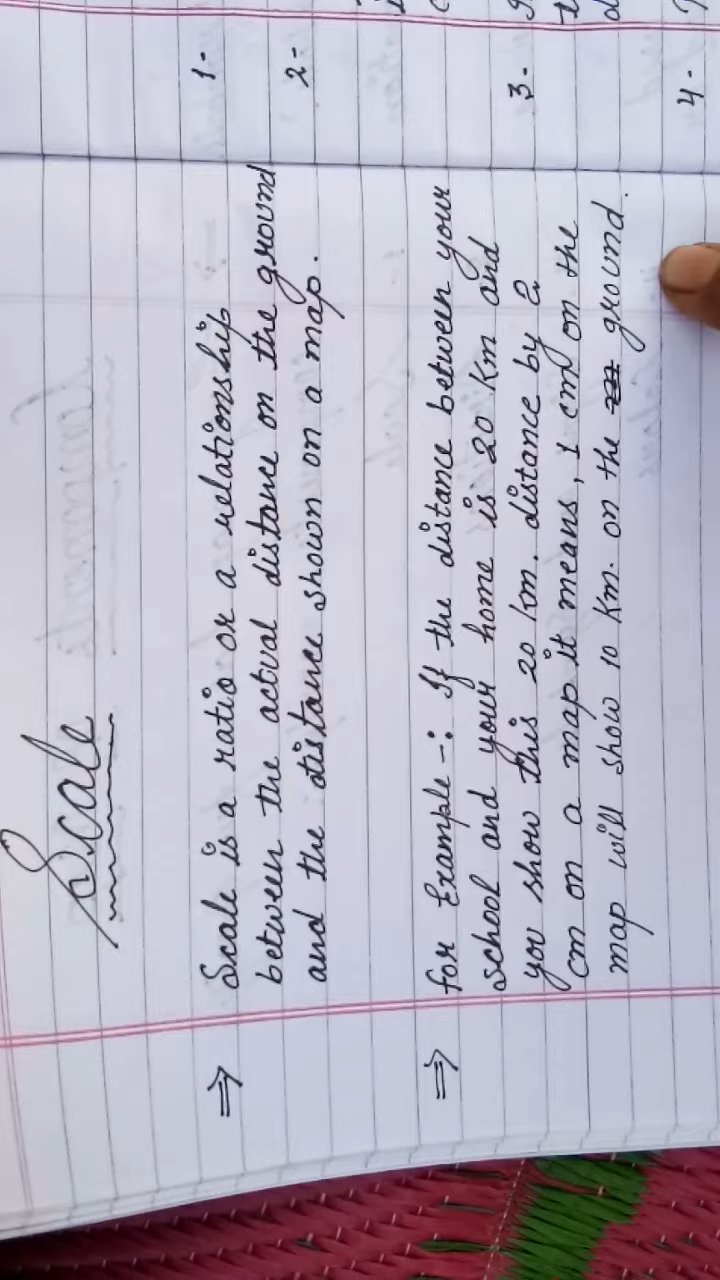 Scale
⇒ Scale is a ratio or a relationship
between the actual distance on the ground
and the distance shown on a map.
⇒ for Example -: If the distance between your
school and your home is 20 Km and
you show this 20 km. distance by 2
cm on a map it means, 1 cm on the
map will show 10 Km. on the ground.
1-
2-
3-
4-